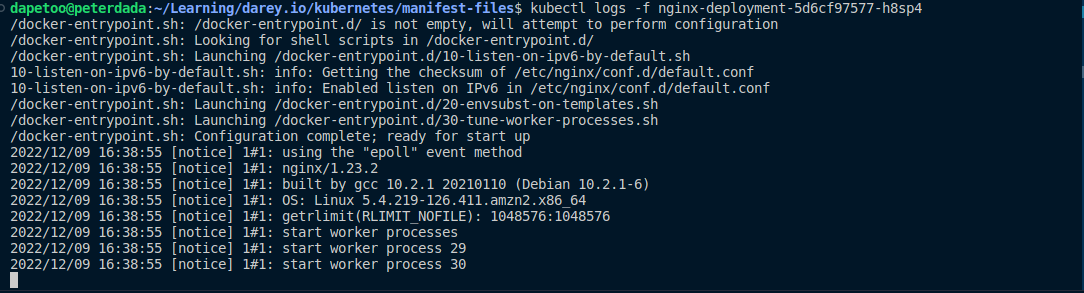 dapetoo@peterdada:~/Learning/darey.io/kubernetes/manifest-files$ kubectl logs -f nginx-deployment-5d6cf97577-h8sp4
/docker-entrypoint.sh: /docker-entrypoint.d/ is not empty, will attempt to perform configuration
/docker-entrypoint.sh: Looking for shell scripts in /docker-entrypoint.d/
/docker-entrypoint.sh: Launching /docker-entrypoint.d/10-listen-on-ipv6-by-default.sh
10-listen-on-ipv6-by-default.sh: info: Getting the checksum of /etc/nginx/conf.d/default.conf
10-listen-on-ipv6-by-default.sh: info: Enabled listen on IPv6 in /etc/nginx/conf.d/default.conf
/docker-entrypoint.sh: Launching /docker-entrypoint.d/20-envsubst-on-templates.sh
/docker-entrypoint.sh: Launching /docker-entrypoint.d/30-tune-worker-processes.sh
/docker-entrypoint.sh: Configuration complete; ready for start up
2022/12/09 16:38:55 [notice] 1#1: using the "epoll" event method
2022/12/09 16:38:55 [notice] 1#1: nginx/1.23.2
2022/12/09 16:38:55 [notice] 1#1: built by gcc 10.2.1 20210110 (Debian 10.2.1-6)
2022/12/09 16:38:55 [notice] 1#1: OS: Linux 5.4.219-126.411.amzn2.x86_64
2022/12/09 16:38:55 [notice] 1#1: getrlimit(RLIMIT_NOFILE): 1048576:1048576
2022/12/09 16:38:55 [notice] 1#1: start worker processes
2022/12/09 16:38:55 [notice] 1#1: start worker process 29
2022/12/09 16:38:55 [notice] 1#1: start worker process 30